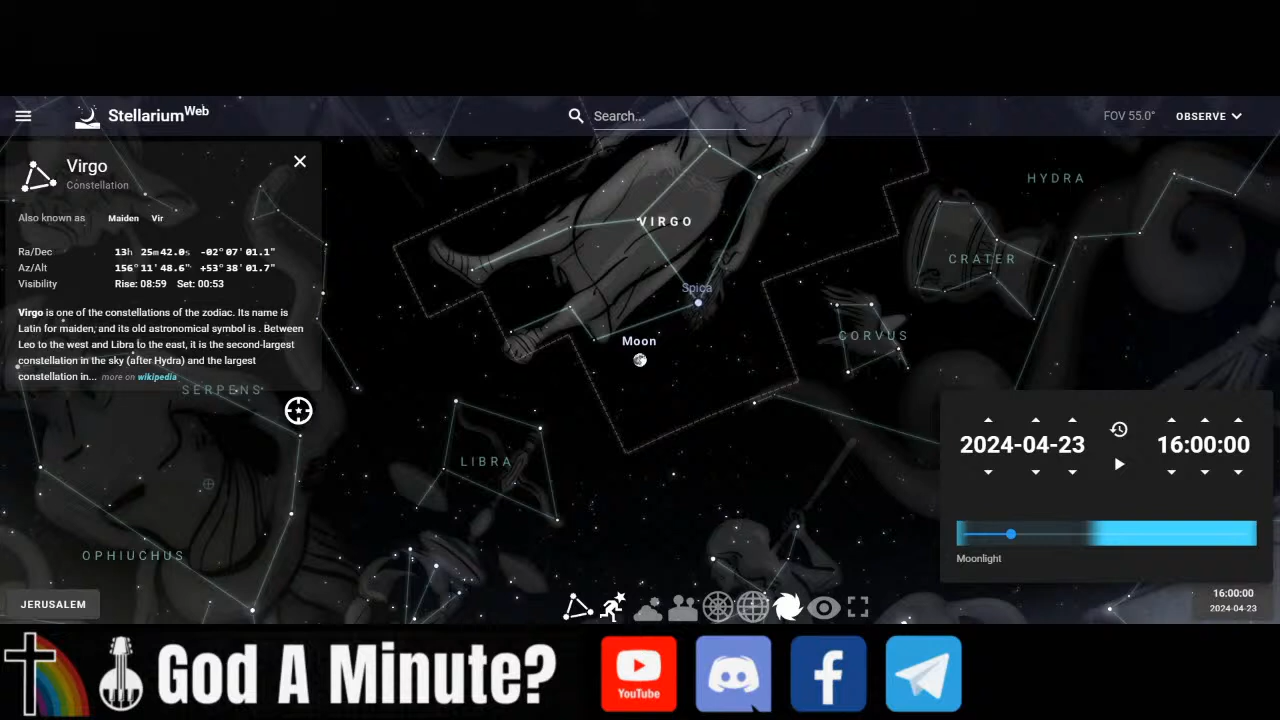 StellariumWeb
Search...
FOV 55.0°
OBSERVE
Virgo
Constellation
Also known as Maiden Vir
Ra/Dec 13h 25m42.0s -02°07'01.1"
Az/Alt 156°11'48.6" +53°38'01.7"
Visibility Rise: 08:59 Set: 00:53
Virgo is one of the constellations of the zodiac. Its name is
Latin for maiden, and its old astronomical symbol is . Between
Leo to the west and Libra to the east, it is the second-largest
constellation in the sky (after Hydra) and the largest
constellation in... more on wikipedia
HYDRA
VIRGO
CRATER
Spica
CORVUS
Moon
SERPENS
LIBRA
OPHIUCHUS
2024-04-23 16:00:00
Moonlight
JERUSALEM
16:00:00
2024-04-23
God A Minute?
YouTube